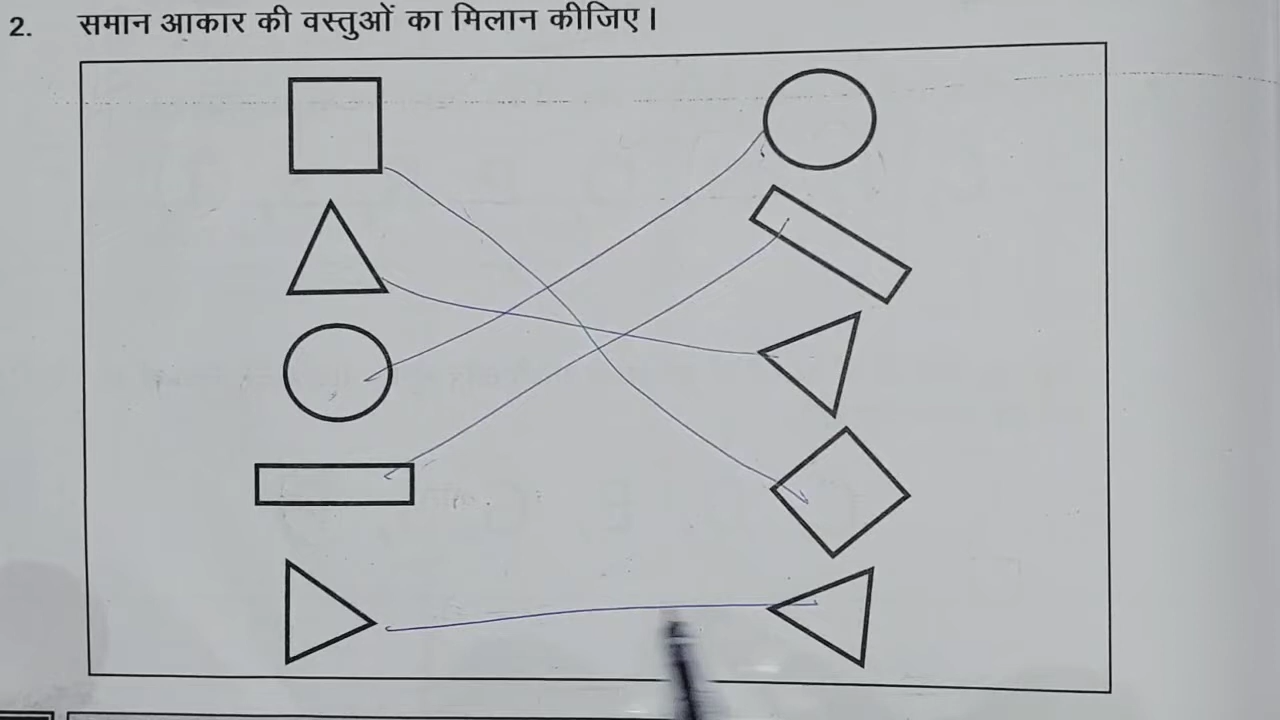 2. समान आकार की वस्तुओं का मिलान कीजिए।